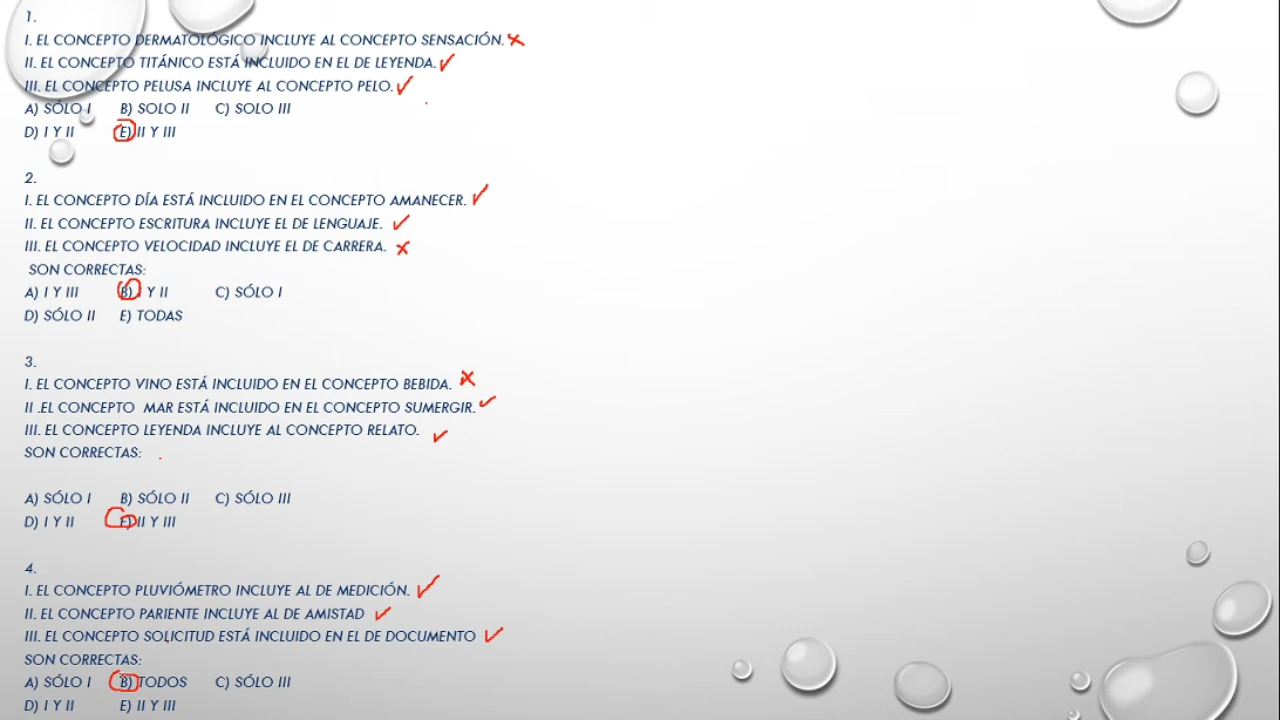 1.
I. EL CONCEPTO DERMATOLÓGICO INCLUYE AL CONCEPTO SENSACIÓN.
II. EL CONCEPTO TITÁNICO ESTÁ INCLUIDO EN EL DE LEYENDA.
III. EL CONCEPTO PELUSA INCLUYE AL CONCEPTO PELO.
A) SÓLO I B) SOLO II C) SOLO III
D) I Y II E) II Y III
2.
I. EL CONCEPTO DÍA ESTÁ INCLUIDO EN EL CONCEPTO AMANECER.
II. EL CONCEPTO ESCRITURA INCLUYE EL DE LENGUAJE.
III. EL CONCEPTO VELOCIDAD INCLUYE EL DE CARRERA.
SON CORRECTAS:
A) I Y III B) I Y II C) SÓLO I
D) SÓLO II E) TODAS
3.
I. EL CONCEPTO VINO ESTÁ INCLUIDO EN EL CONCEPTO BEBIDA.
II .EL CONCEPTO MAR ESTÁ INCLUIDO EN EL CONCEPTO SUMERGIR.
III. EL CONCEPTO LEYENDA INCLUYE AL CONCEPTO RELATO.
SON CORRECTAS:
A) SÓLO I B) SÓLO II C) SÓLO III
D) I Y II E) II Y III
4.
I. EL CONCEPTO PLUVIÓMETRO INCLUYE AL DE MEDICIÓN.
II. EL CONCEPTO PARIENTE INCLUYE AL DE AMISTAD
III. EL CONCEPTO SOLICITUD ESTÁ INCLUIDO EN EL DE DOCUMENTO
SON CORRECTAS:
A) SÓLO I B) TODOS C) SÓLO III
D) I Y II E) II Y III